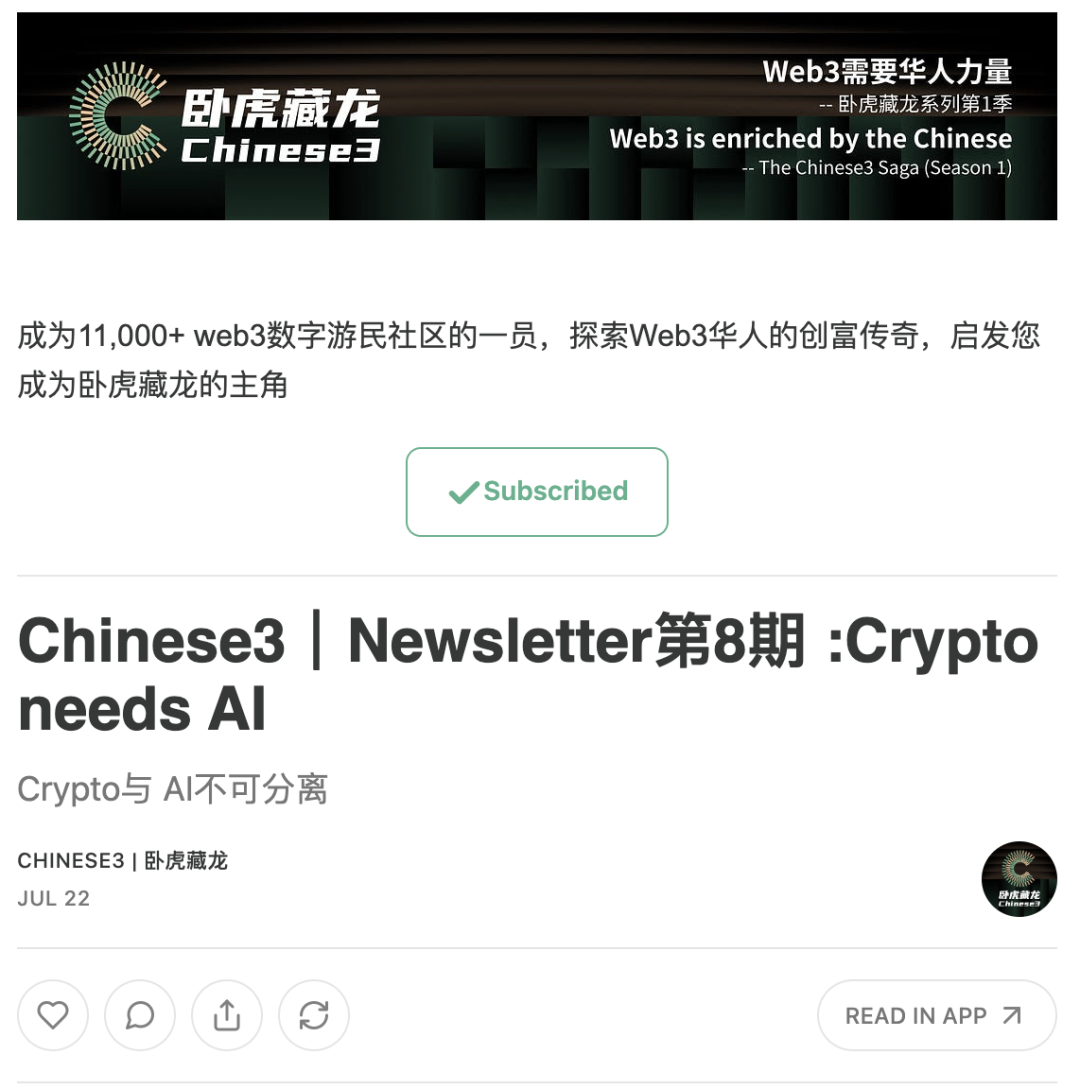 卧虎藏龙
Chinese3
Web3需要华人力量
-- 卧虎藏龙系列第1季
Web3 is enriched by the Chinese
-- The Chinese3 Saga (Season 1)
成为11,000+ web3数字游民社区的一员，探索Web3华人的创富传奇，启发您
成为卧虎藏龙的主角
Subscribed
Chinese3｜Newsletter第8期 :Crypto
needs AI
Crypto与 AI不可分离
CHINESE3 | 卧虎藏龙
JUL 22
卧虎藏龙
Chinese3
READ IN APP